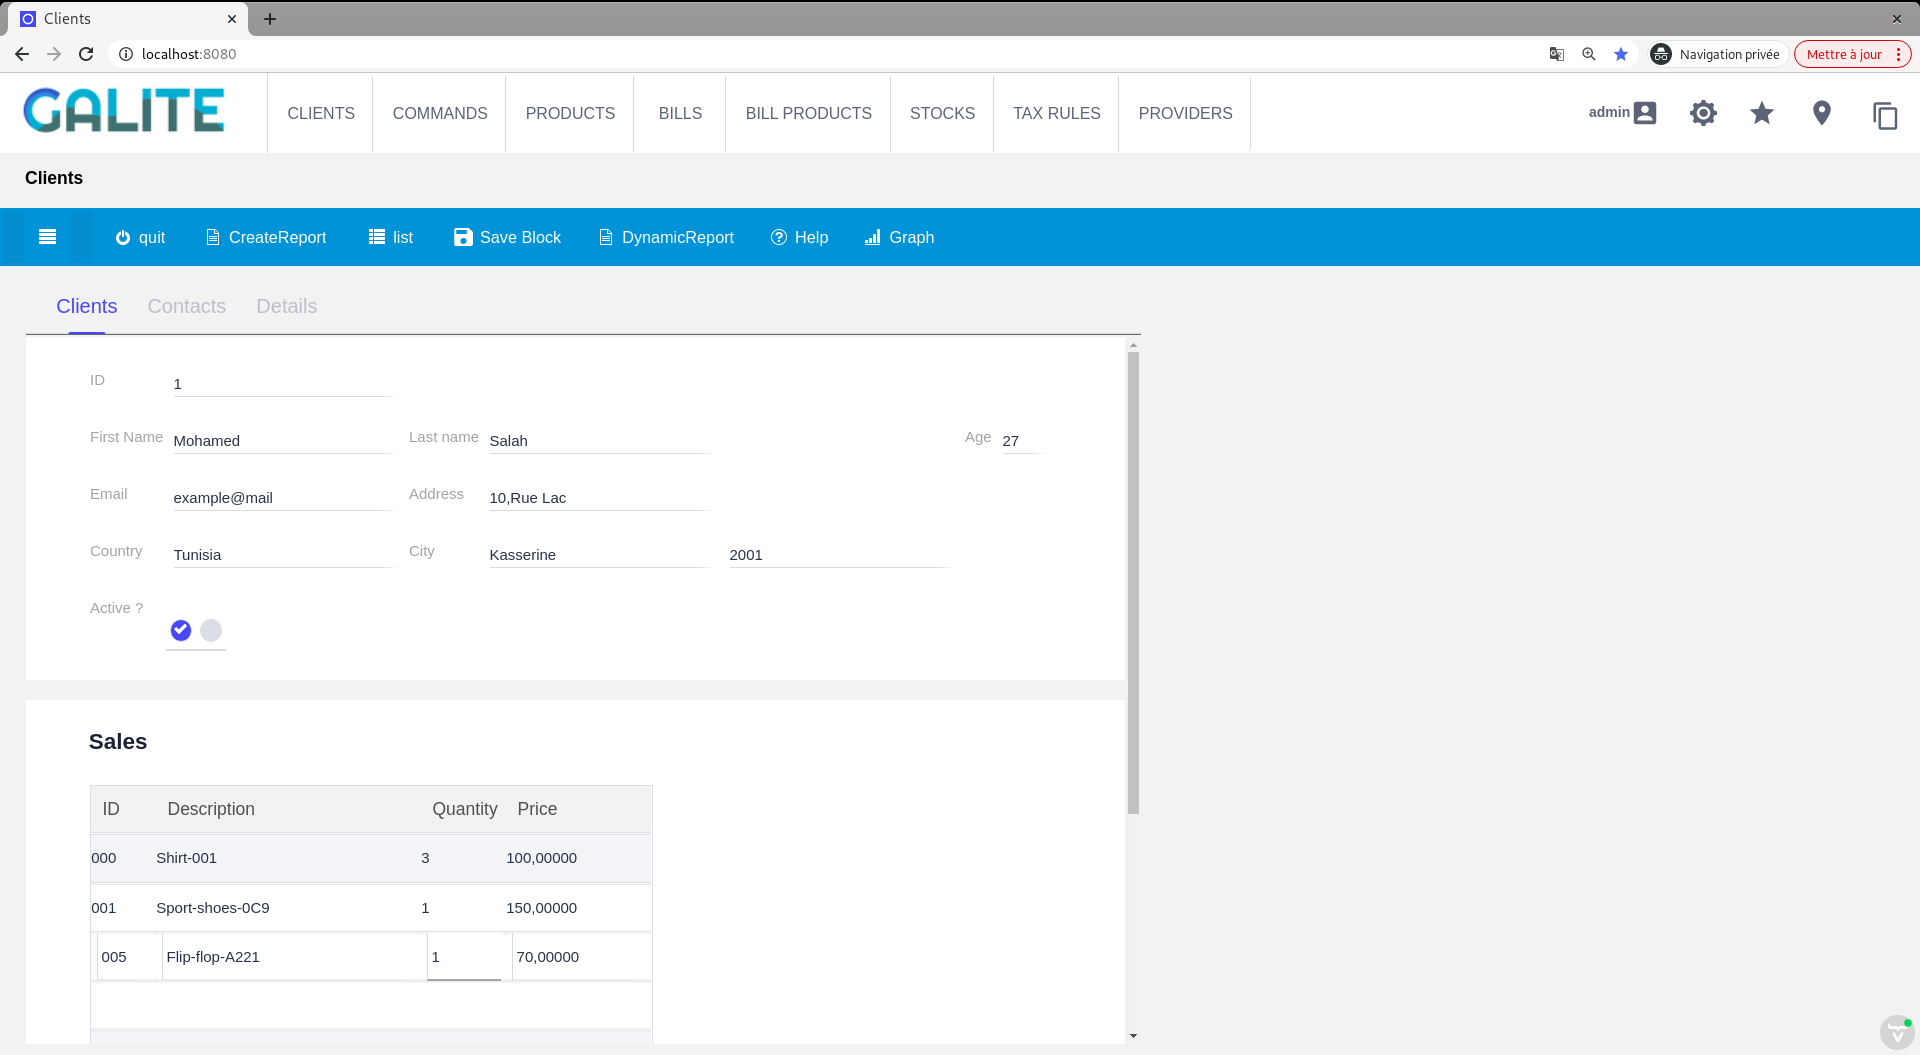 Clients
localhost:8080
Navigation privée
Mettre à jour
GALITE
CLIENTS COMMANDS PRODUCTS BILLS BILL PRODUCTS STOCKS TAX RULES PROVIDERS
admin
Clients
quit CreateReport list Save Block DynamicReport Help Graph
Clients Contacts Details
ID 1
First Name Mohamed Last name Salah Age 27
Email example@mail Address 10,Rue Lac
Country Tunisia City Kasserine 2001
Active ?
Sales
ID Description Quantity Price
000 Shirt-001 3 100,00000
001 Sport-shoes-0C9 1 150,00000
005 Flip-flop-A221 1 70,00000